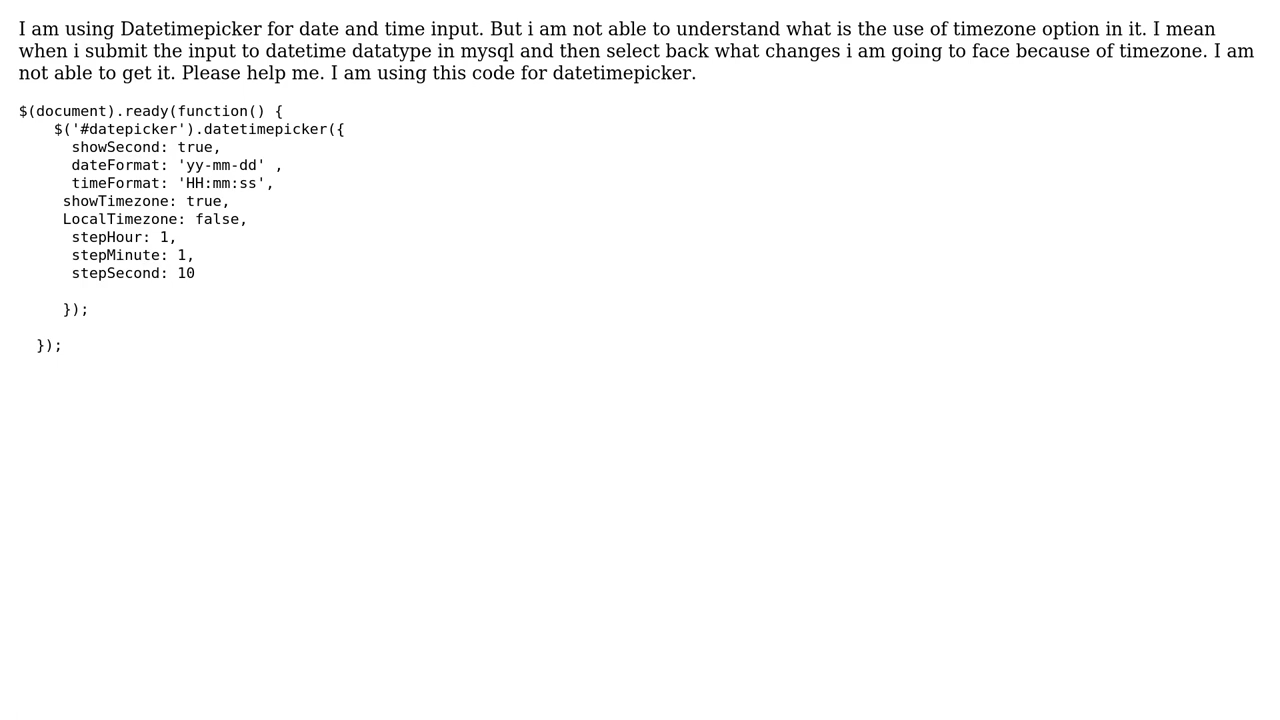 I am using Datetimepicker for date and time input. But i am not able to understand what is the use of timezone option in it. I mean
when i submit the input to datetime datatype in mysql and then select back what changes i am going to face because of timezone. I am
not able to get it. Please help me. I am using this code for datetimepicker.
$(document).ready(function() {
    $('#datepicker').datetimepicker({
      showSecond: true,
      dateFormat: 'yy-mm-dd' ,
      timeFormat: 'HH:mm:ss',
     showTimezone: true,
     LocalTimezone: false,
      stepHour: 1,
      stepMinute: 1,
      stepSecond: 10
     });
  });